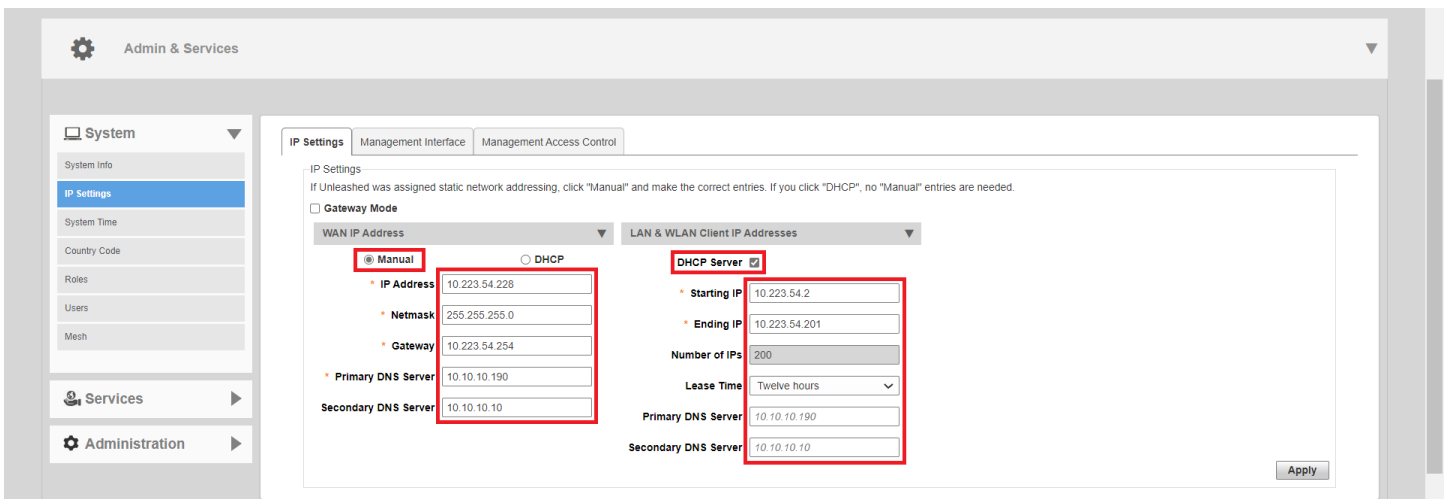 Admin & Services
System
System Info
IP Settings
System Time
Country Code
Roles
Users
Mesh
Services
Administration
IP Settings
Management Interface
Management Access Control
IP Settings
If Unleashed was assigned static network addressing, click "Manual" and make the correct entries. If you click "DHCP", no "Manual" entries are needed.
Gateway Mode
WAN IP Address
Manual
DHCP
* IP Address 10.223.54.228
* Netmask 255.255.255.0
* Gateway 10.223.54.254
* Primary DNS Server 10.10.10.190
Secondary DNS Server 10.10.10.10
LAN & WLAN Client IP Addresses
DHCP Server
* Starting IP 10.223.54.2
* Ending IP 10.223.54.201
Number of IPs 200
Lease Time Twelve hours
Primary DNS Server 10.10.10.190
Secondary DNS Server 10.10.10.10
Apply